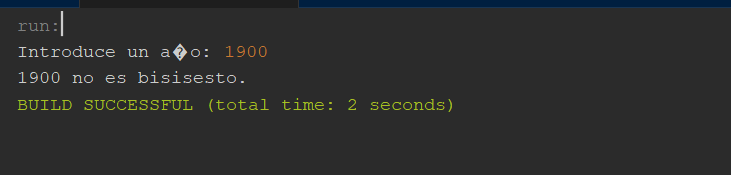 run:
Introduce un a�o: 1900
1900 no es bisisesto.
BUILD SUCCESSFUL (total time: 2 seconds)